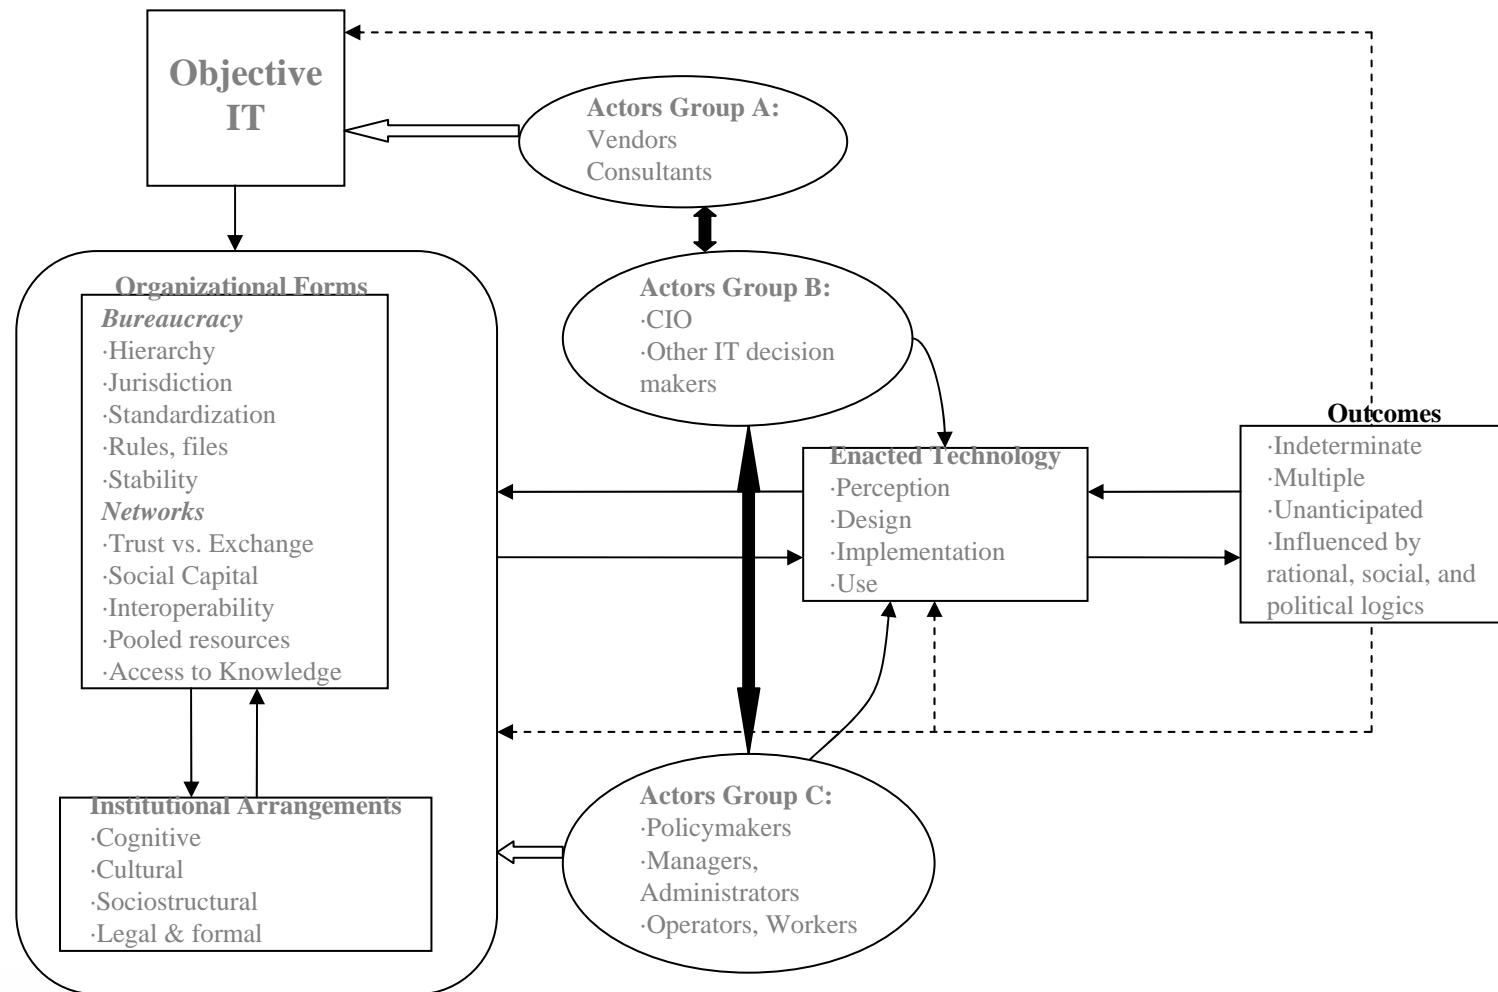 Objective
IT
Actors Group A:
Vendors
Consultants
Organizational Forms
Bureaucracy
·Hierarchy
·Jurisdiction
·Standardization
·Rules, files
·Stability
Networks
·Trust vs. Exchange
·Social Capital
·Interoperability
·Pooled resources
·Access to Knowledge
Actors Group B:
·CIO
·Other IT decision
makers
Enacted Technology
·Perception
·Design
·Implementation
·Use
Outcomes
·Indeterminate
·Multiple
·Unanticipated
·Influenced by
rational, social, and
political logics
Institutional Arrangements
·Cognitive
·Cultural
·Sociostructural
·Legal & formal
Actors Group C:
·Policymakers
·Managers,
Administrators
·Operators, Workers